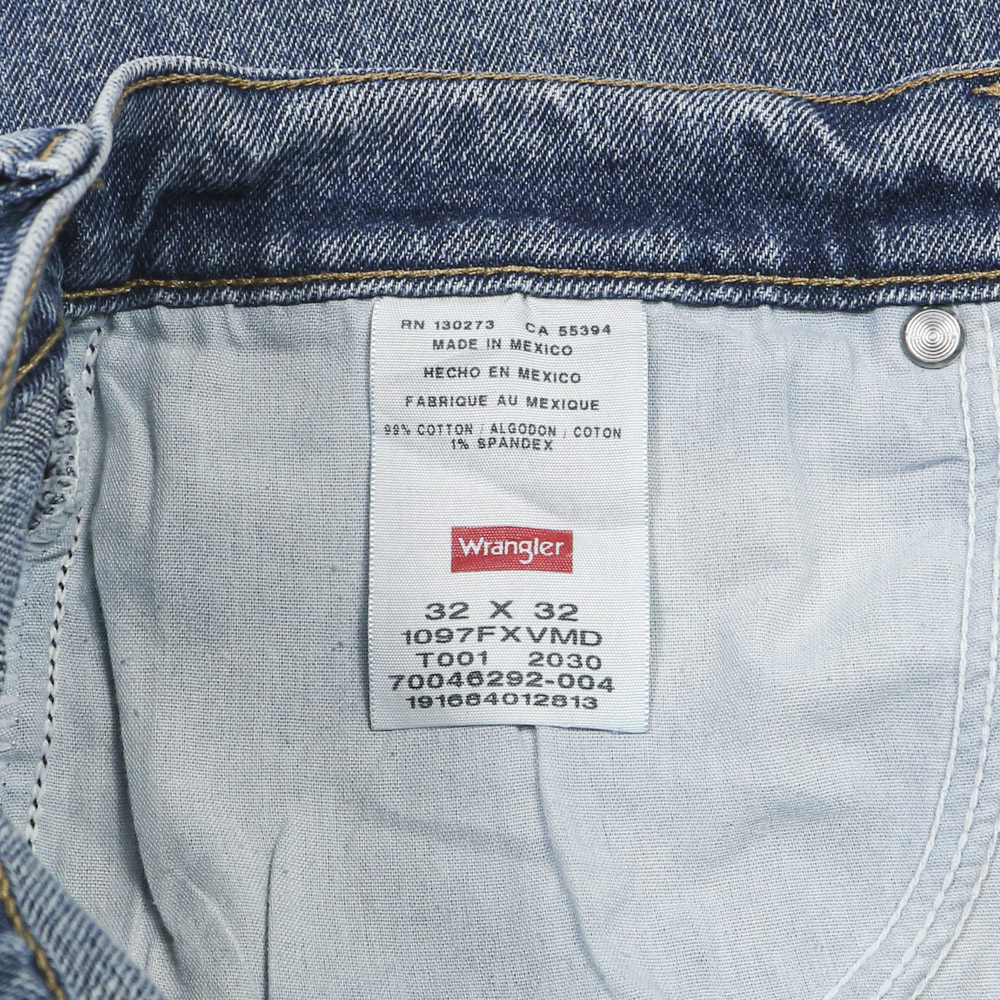 RN 130273 CA 55394
MADE IN MEXICO
HECHO EN MEXICO
FABRIQUE AU MEXIQUE
99% COTTON / ALGODON / COTON
1% SPANDEX
Wrangler
32 X 32
1097FXVMD
T001 2030
70046292-004
191664012813